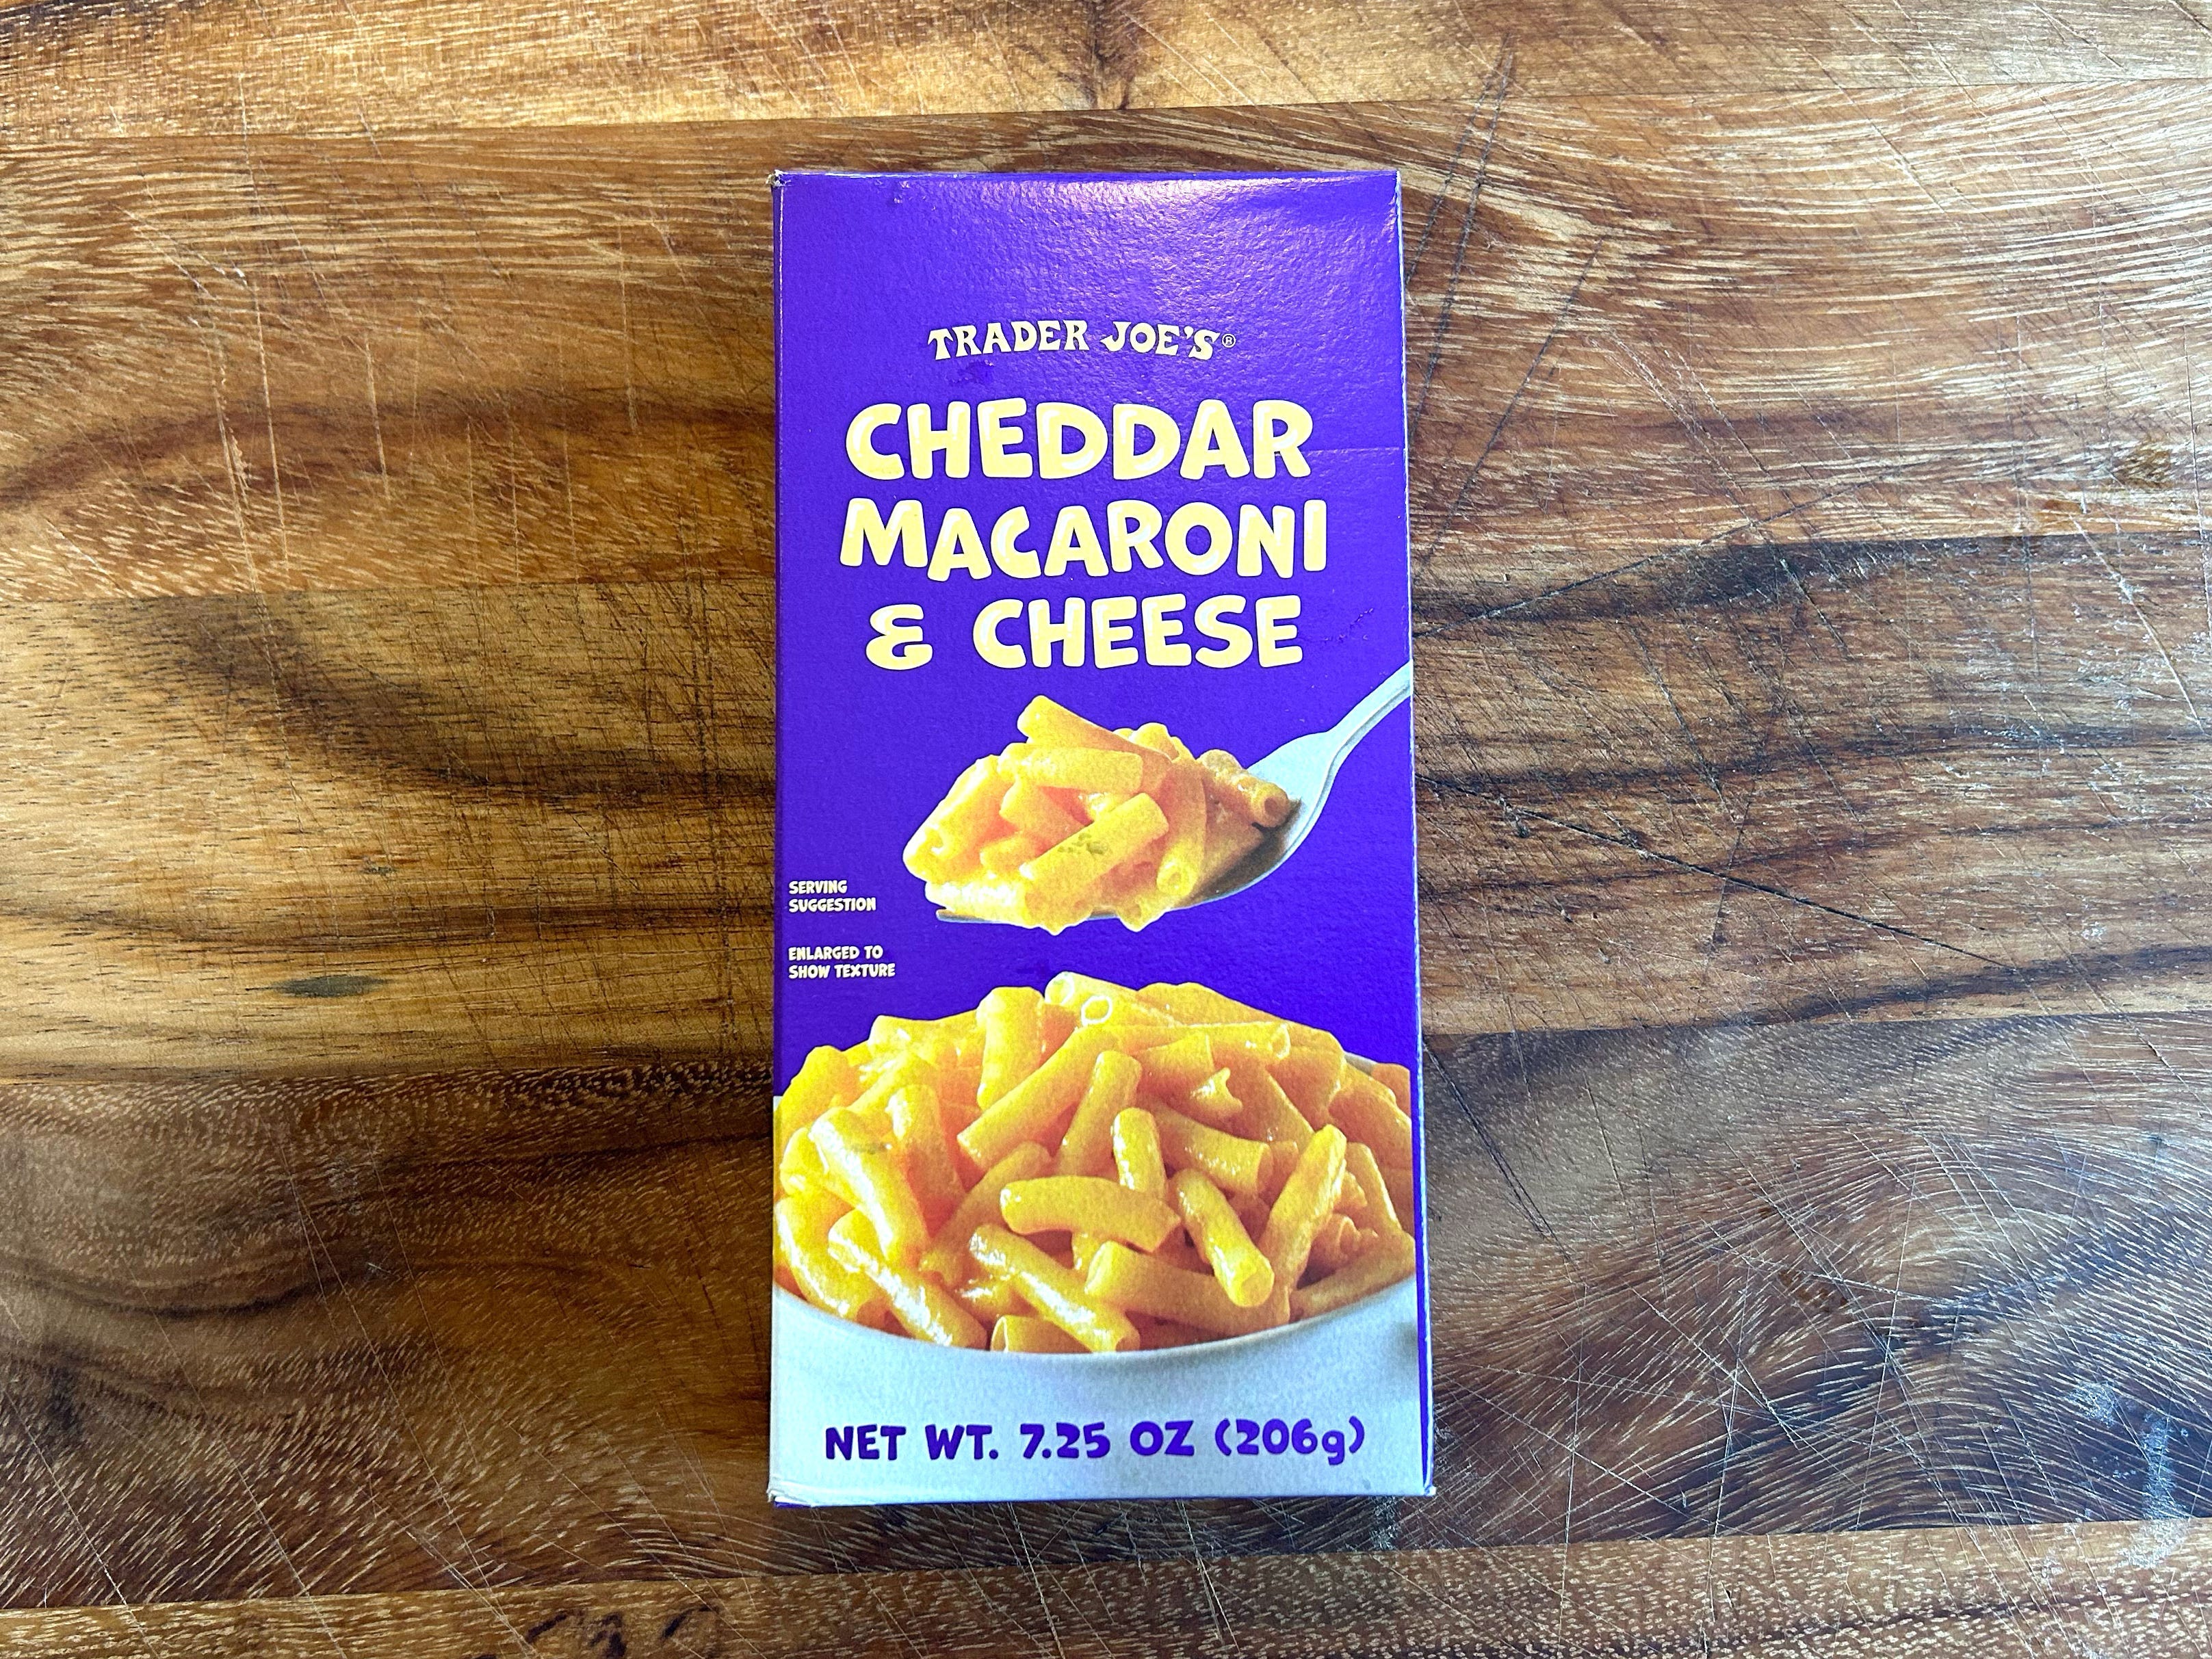 TRADER JOE'S®
CHEDDAR
MACARONI
& CHEESE
SERVING
SUGGESTION
ENLARGED TO
SHOW TEXTURE
NET WT. 7.25 OZ (206g)